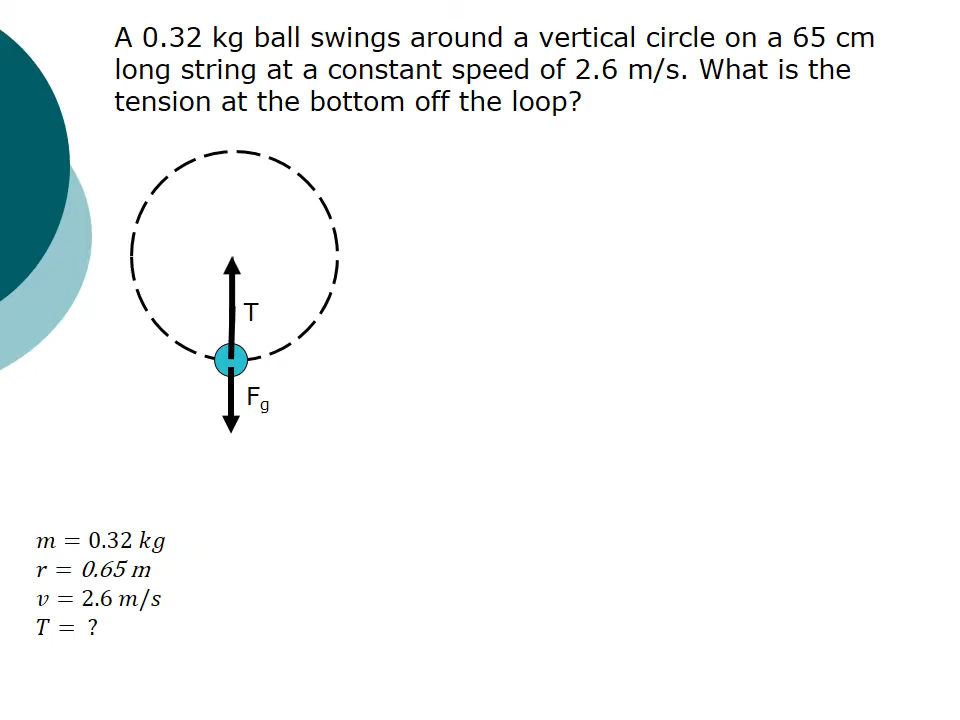 A 0.32 kg ball swings around a vertical circle on a 65 cm
long string at a constant speed of 2.6 m/s. What is the
tension at the bottom off the loop?
T
Fg
m = 0.32 kg
r = 0.65 m
v = 2.6 m/s
T = ?